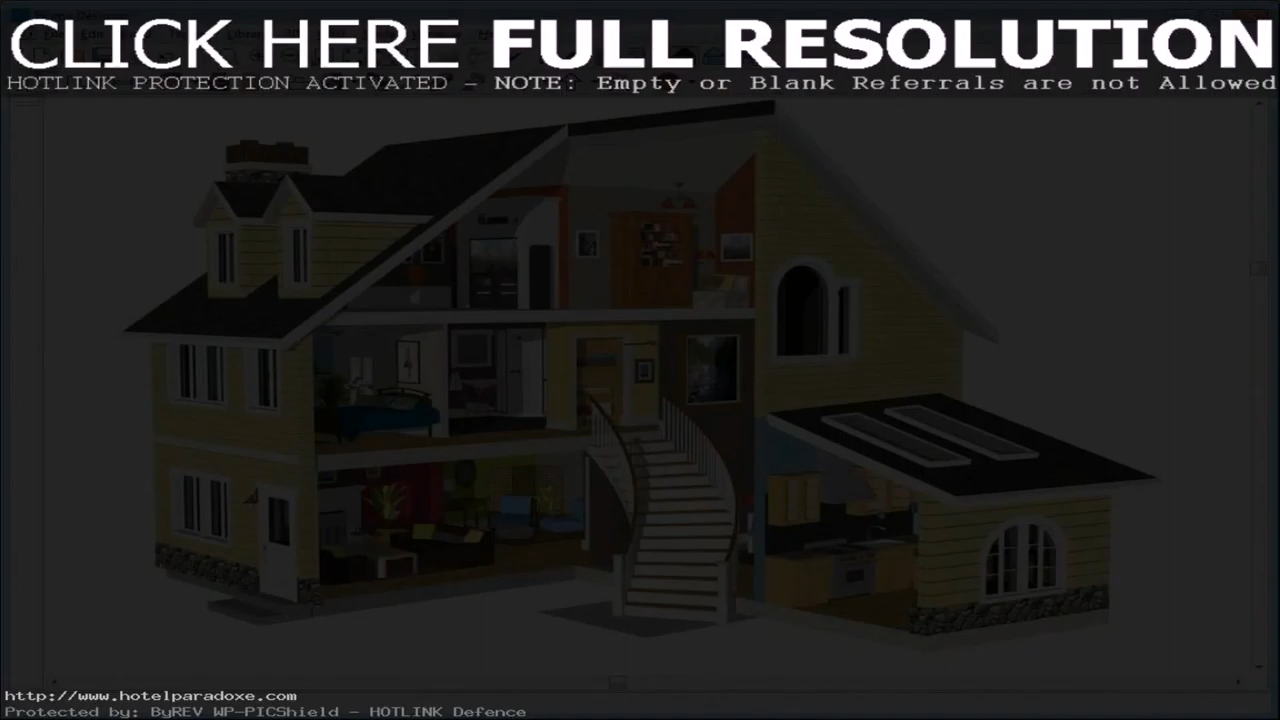 CLICK HERE FULL RESOLUTION
HOTLINK PROTECTION ACTIVATED – NOTE: Empty or Blank Referrals are not Allowed
http://www.hotelparadoxe.com
Protected by: ByREV WP-PICShield – HOTLINK Defence